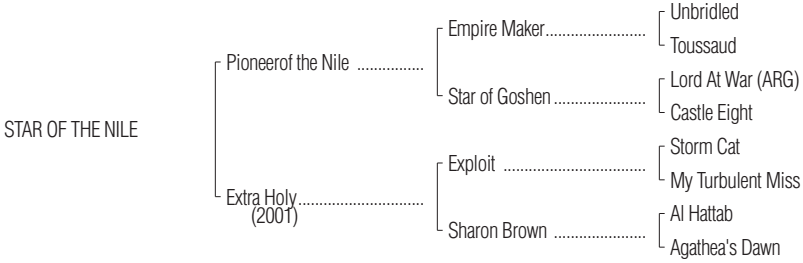 Unbridled
Empire Maker........................
Toussaud
Pioneerof the Nile ................
Lord At War (ARG)
Star of Goshen......................
Castle Eight
STAR OF THE NILE
Storm Cat
Exploit ..................................
My Turbulent Miss
Extra Holy..............................
(2001)
Al Hattab
Sharon Brown ......................
Agathea's Dawn